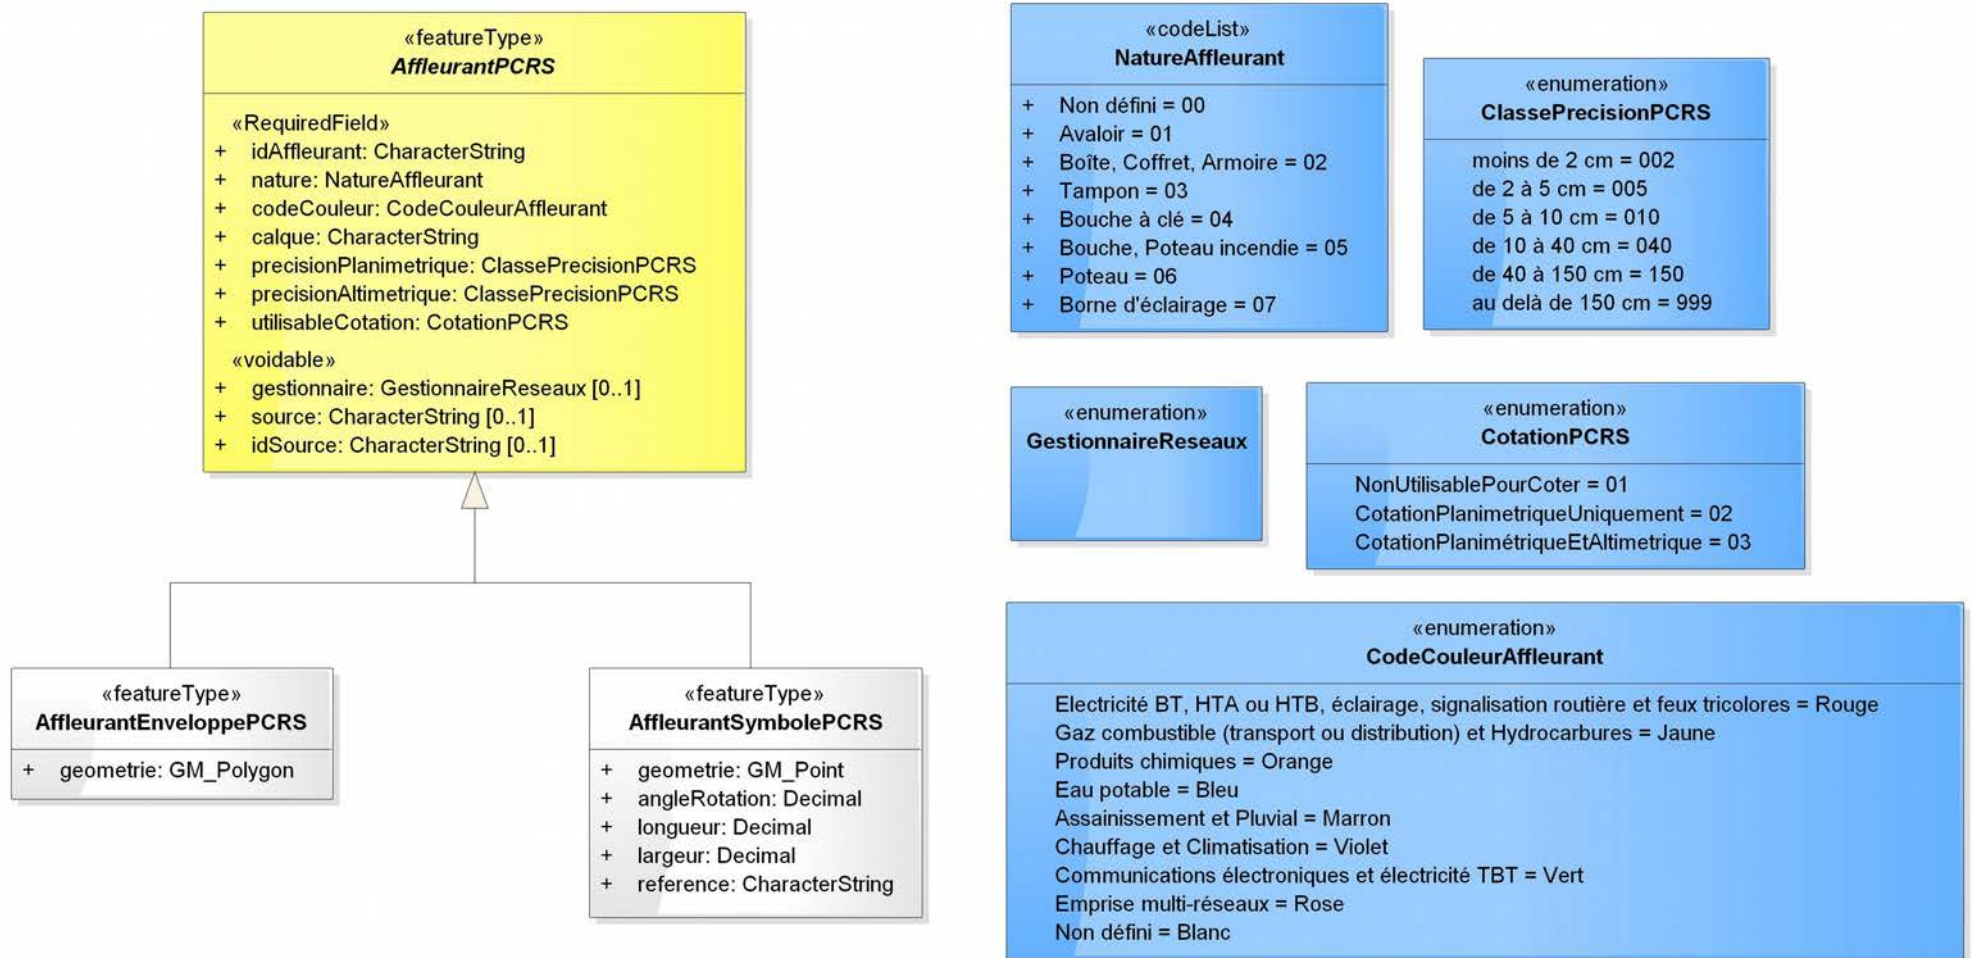 «featureType»
AffleurantPCRS
«RequiredField»
+ idAffleurant: CharacterString
+ nature: NatureAffleurant
+ codeCouleur: CodeCouleurAffleurant
+ calque: CharacterString
+ precisionPlanimetrique: ClassePrecisionPCRS
+ precisionAltimetrique: ClassePrecisionPCRS
+ utilisableCotation: CotationPCRS
«voidable»
+ gestionnaire: GestionnaireReseaux [0..1]
+ source: CharacterString [0..1]
+ idSource: CharacterString [0..1]
«featureType»
AffleurantEnveloppePCRS
+ geometrie: GM_Polygon
«featureType»
AffleurantSymbolePCRS
+ geometrie: GM_Point
+ angleRotation: Decimal
+ longueur: Decimal
+ largeur: Decimal
+ reference: CharacterString
«codeList»
NatureAffleurant
+ Non défini = 00
+ Avaloir = 01
+ Boîte, Coffret, Armoire = 02
+ Tampon = 03
+ Bouche à clé = 04
+ Bouche, Poteau incendie = 05
+ Poteau = 06
+ Borne d'éclairage = 07
«enumeration»
ClassePrecisionPCRS
moins de 2 cm = 002
de 2 à 5 cm = 005
de 5 à 10 cm = 010
de 10 à 40 cm = 040
de 40 à 150 cm = 150
au delà de 150 cm = 999
«enumeration»
GestionnaireReseaux
«enumeration»
CotationPCRS
NonUtilisablePourCoter = 01
CotationPlanimetriqueUniquement = 02
CotationPlanimétriqueEtAltimetrique = 03
«enumeration»
CodeCouleurAffleurant
Electricité BT, HTA ou HTB, éclairage, signalisation routière et feux tricolores = Rouge
Gaz combustible (transport ou distribution) et Hydrocarbures = Jaune
Produits chimiques = Orange
Eau potable = Bleu
Assainissement et Pluvial = Marron
Chauffage et Climatisation = Violet
Communications électroniques et électricité TBT = Vert
Emprise multi-réseaux = Rose
Non défini = Blanc